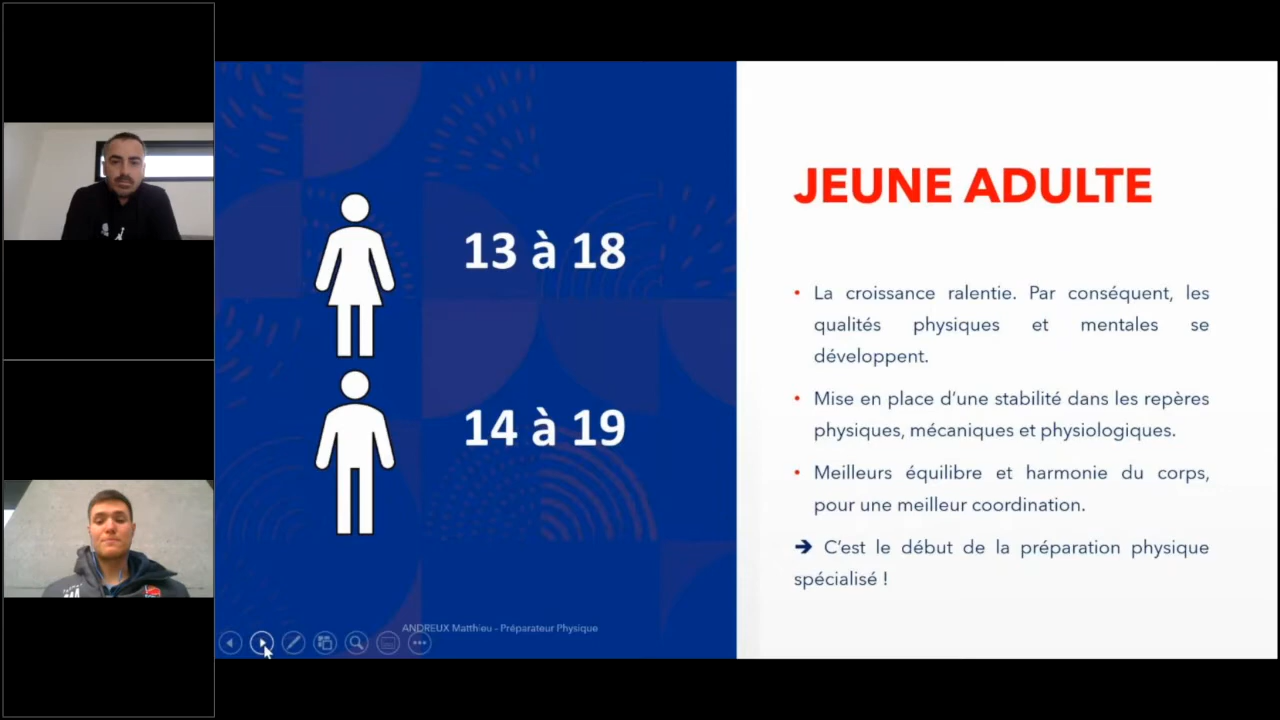 13 à 18
14 à 19
ANDREUX Matthieu - Préparateur Physique
JEUNE ADULTE
• La croissance ralentie. Par conséquent, les
qualités physiques et mentales se
développent.
• Mise en place d'une stabilité dans les repères
physiques, mécaniques et physiologiques.
• Meilleurs équilibre et harmonie du corps,
pour une meilleur coordination.
➔ C'est le début de la préparation physique
spécialisé !